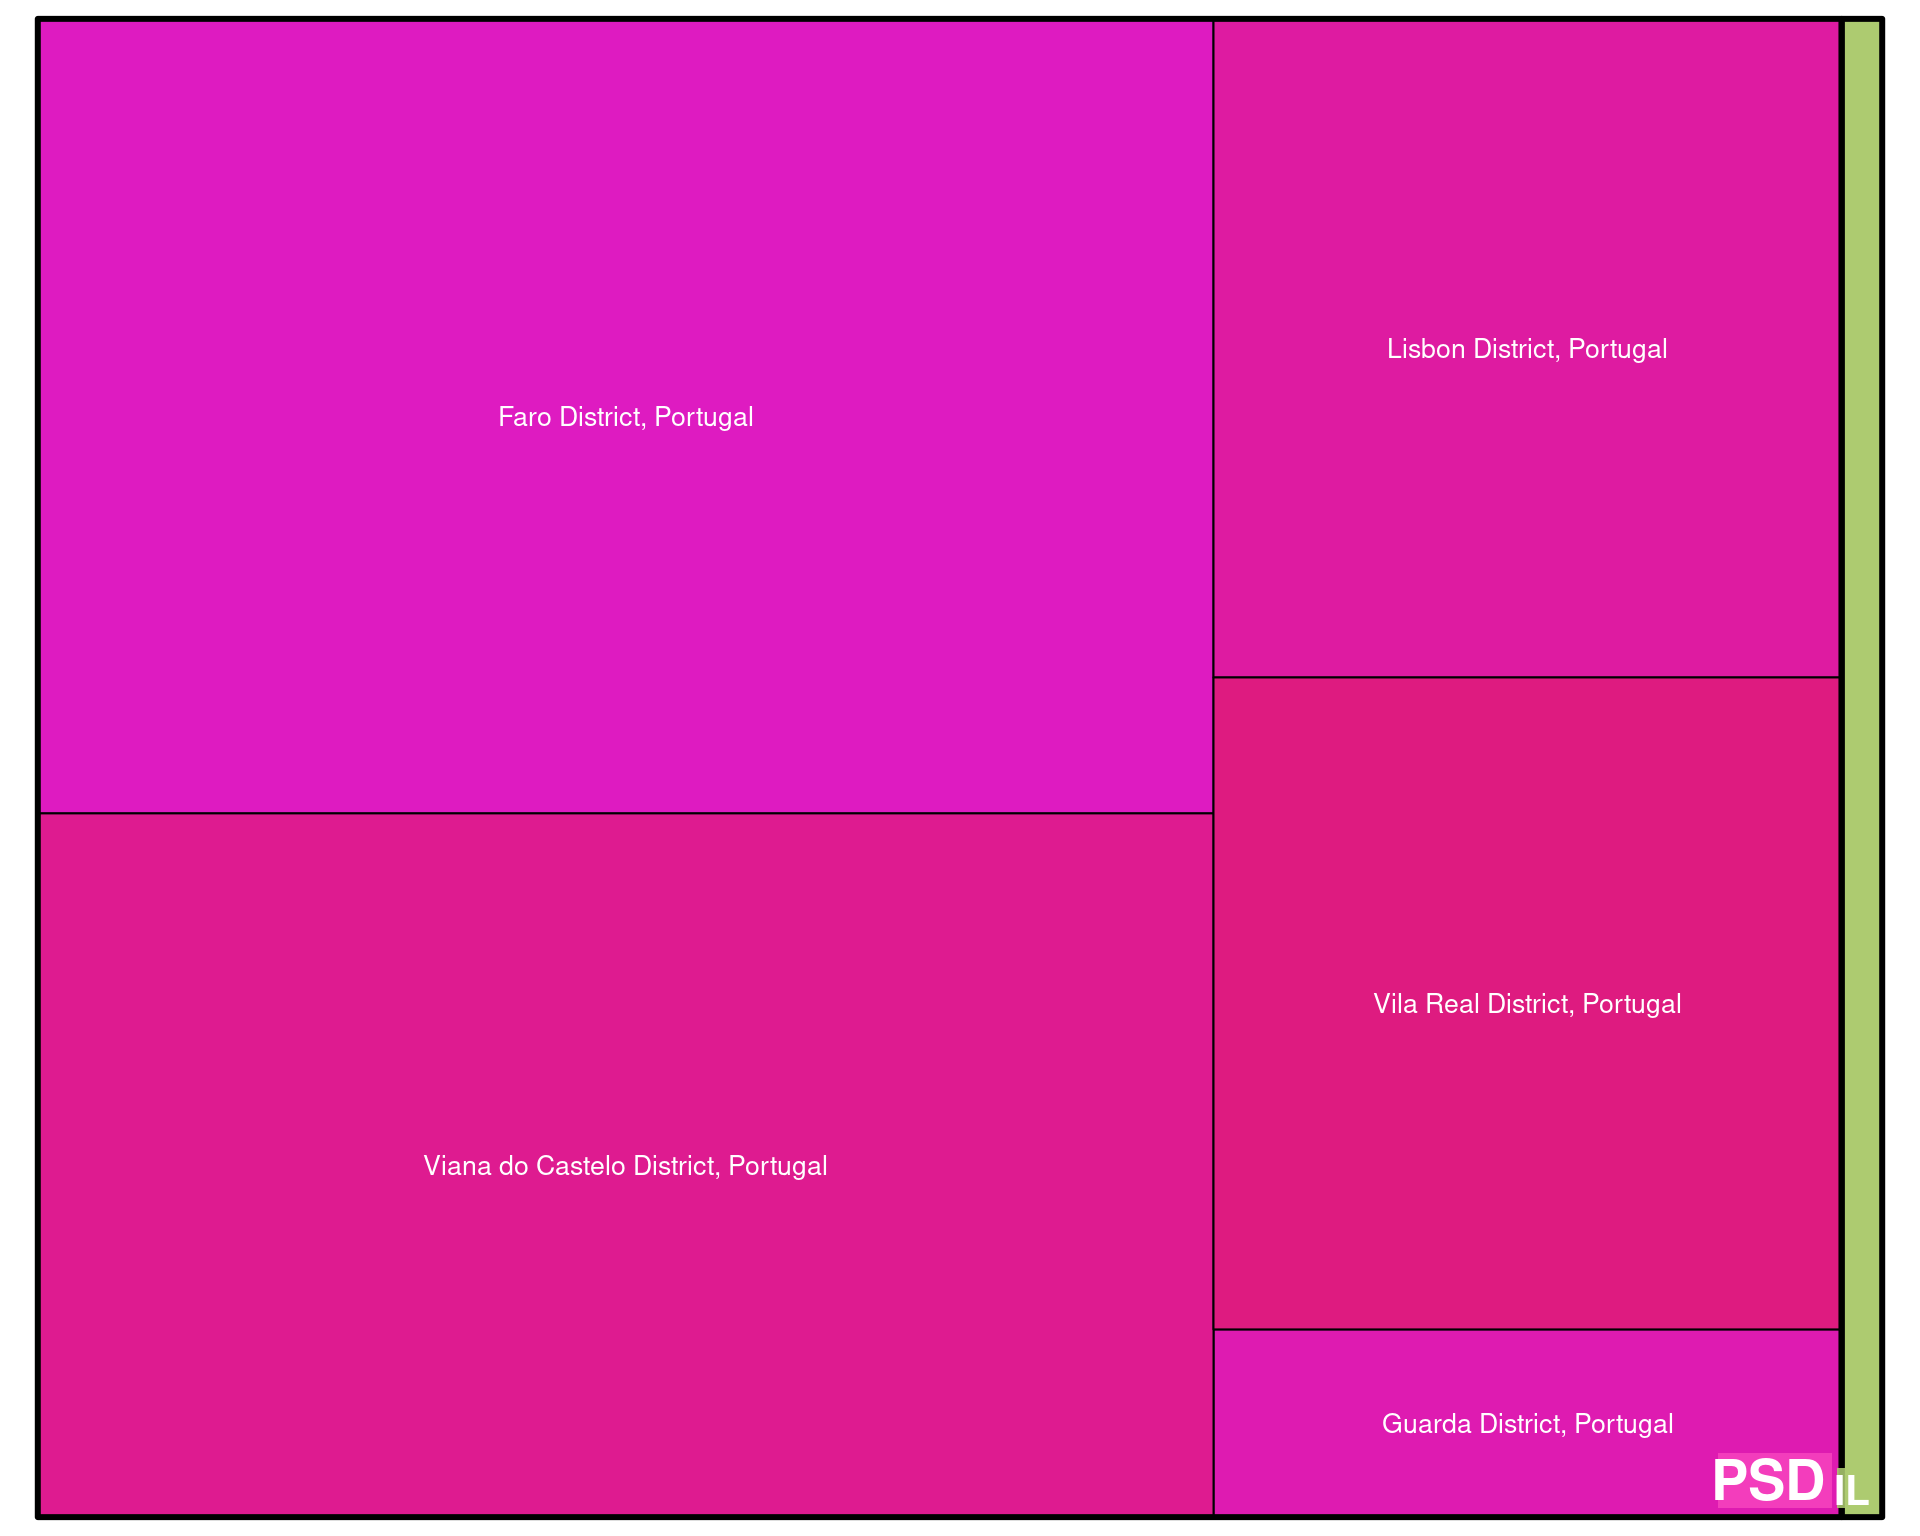 Faro District, Portugal
Lisbon District, Portugal
Viana do Castelo District, Portugal
Vila Real District, Portugal
Guarda District, Portugal
PSD
IL